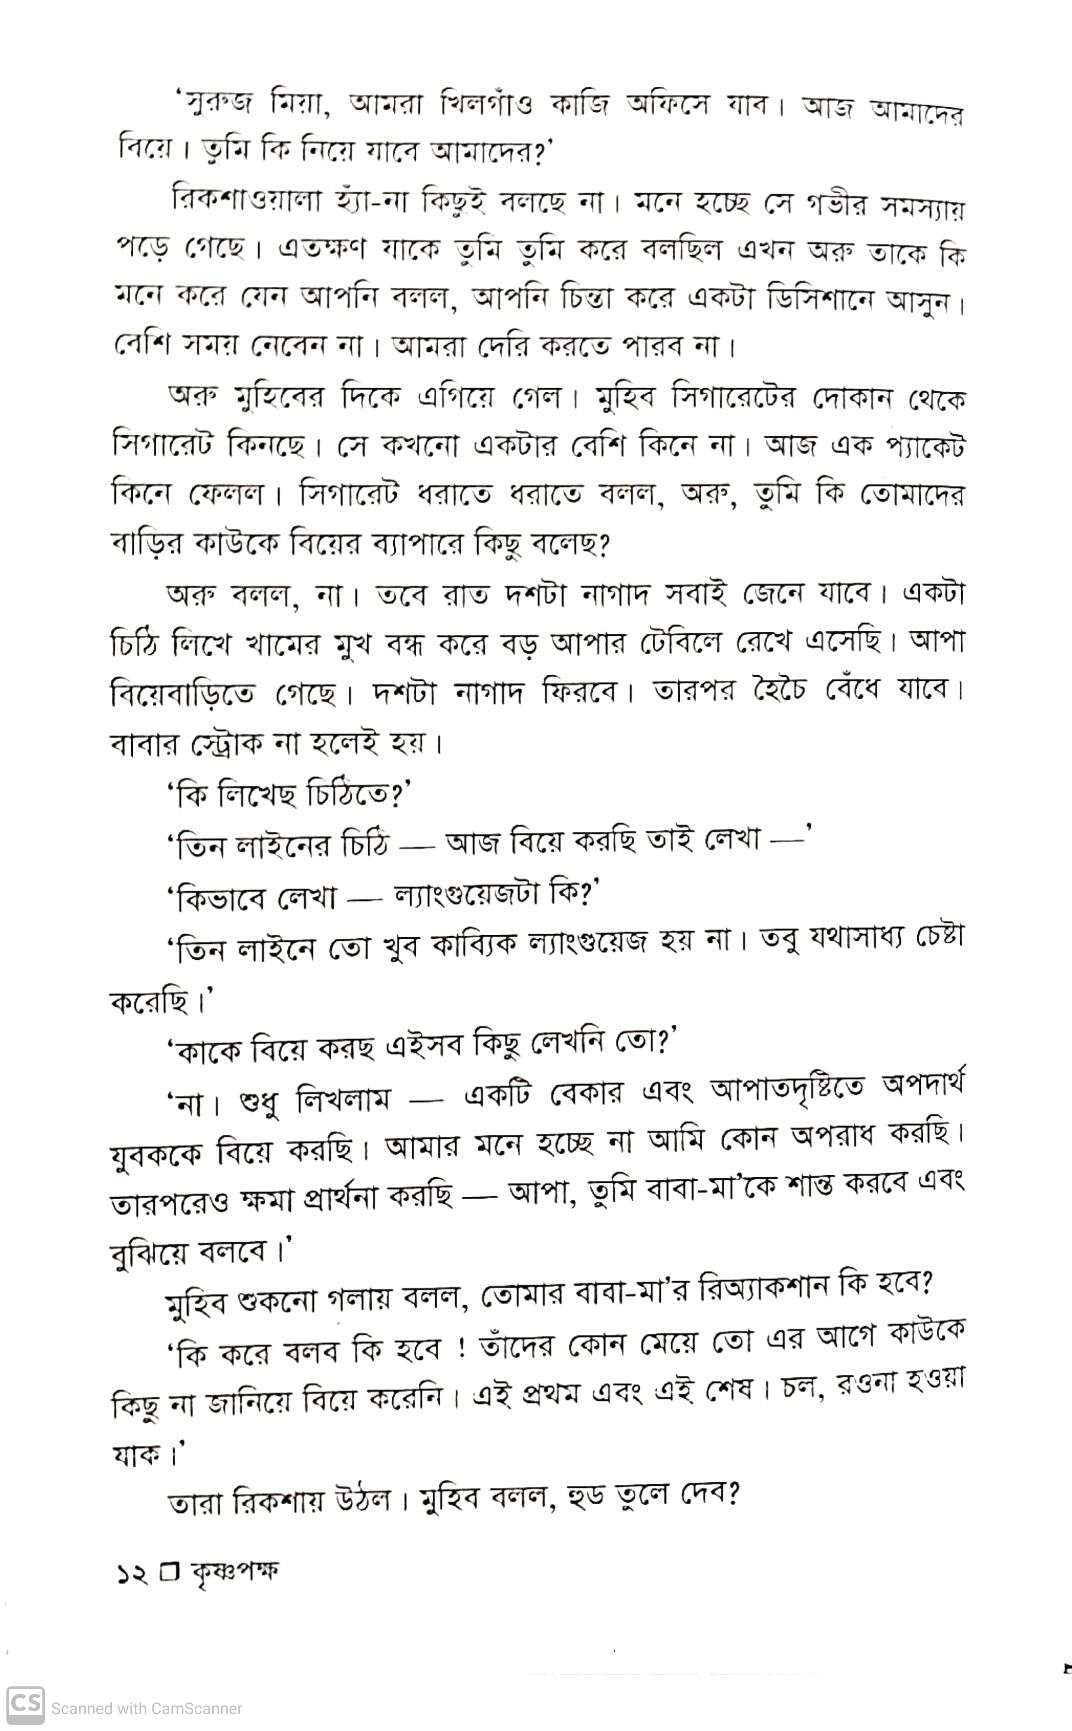 ‘সুরুজ মিয়া, আমরা খিলগাঁও কাজি অফিসে যাব। আজ আমাদের
বিয়ে। তুমি কি নিয়ে যাবে আমাদের?’
রিকশাওয়ালা হ্যাঁ-না কিছুই বলছে না। মনে হচ্ছে সে গভীর সমস্যায়
পড়ে গেছে। এতক্ষণ যাকে তুমি তুমি করে বলছিল এখন অরু তাকে কি
মনে করে যেন আপনি বলল, আপনি চিন্তা করে একটা ডিসিশানে আসুন।
বেশি সময় নেবেন না। আমরা দেরি করতে পারব না।
অরু মুহিবের দিকে এগিয়ে গেল। মুহিব সিগারেটের দোকান থেকে
সিগারেট কিনছে। সে কখনো একটার বেশি কিনে না। আজ এক প্যাকেট
কিনে ফেলল। সিগারেট ধরাতে ধরাতে বলল, অরু, তুমি কি তোমাদের
বাড়ির কাউকে বিয়ের ব্যাপারে কিছু বলেছ?
অরু বলল, না। তবে রাত দশটা নাগাদ সবাই জেনে যাবে। একটা
চিঠি লিখে খামের মুখ বন্ধ করে বড় আপার টেবিলে রেখে এসেছি। আপা
বিয়েবাড়িতে গেছে। দশটা নাগাদ ফিরবে। তারপর হৈচৈ বেঁধে যাবে।
বাবার স্ট্রোক না হলেই হয়।
‘কি লিখেছ চিঠিতে?’
‘তিন লাইনের চিঠি — আজ বিয়ে করছি তাই লেখা —’
‘কিভাবে লেখা — ল্যাংগুয়েজটা কি?’
‘তিন লাইনে তো খুব কাব্যিক ল্যাংগুয়েজ হয় না। তবু যথাসাধ্য চেষ্টা
করেছি।’
‘কাকে বিয়ে করছ এইসব কিছু লেখনি তো?’
‘না। শুধু লিখলাম — একটি বেকার এবং আপাতদৃষ্টিতে অপদার্থ
যুবককে বিয়ে করছি। আমার মনে হচ্ছে না আমি কোন অপরাধ করছি।
তারপরেও ক্ষমা প্রার্থনা করছি — আপা, তুমি বাবা-মা’কে শান্ত করবে এবং
বুঝিয়ে বলবে।’
মুহিব শুকনো গলায় বলল, তোমার বাবা-মা’র রিঅ্যাকশান কি হবে?
‘কি করে বলব কি হবে ! তাঁদের কোন মেয়ে তো এর আগে কাউকে
কিছু না জানিয়ে বিয়ে করেনি। এই প্রথম এবং এই শেষ। চল, রওনা হওয়া
যাক।’
তারা রিকশায় উঠল। মুহিব বলল, হুড তুলে দেব?
১২ ❐ কৃষ্ণপক্ষ
CS Scanned with CamScanner